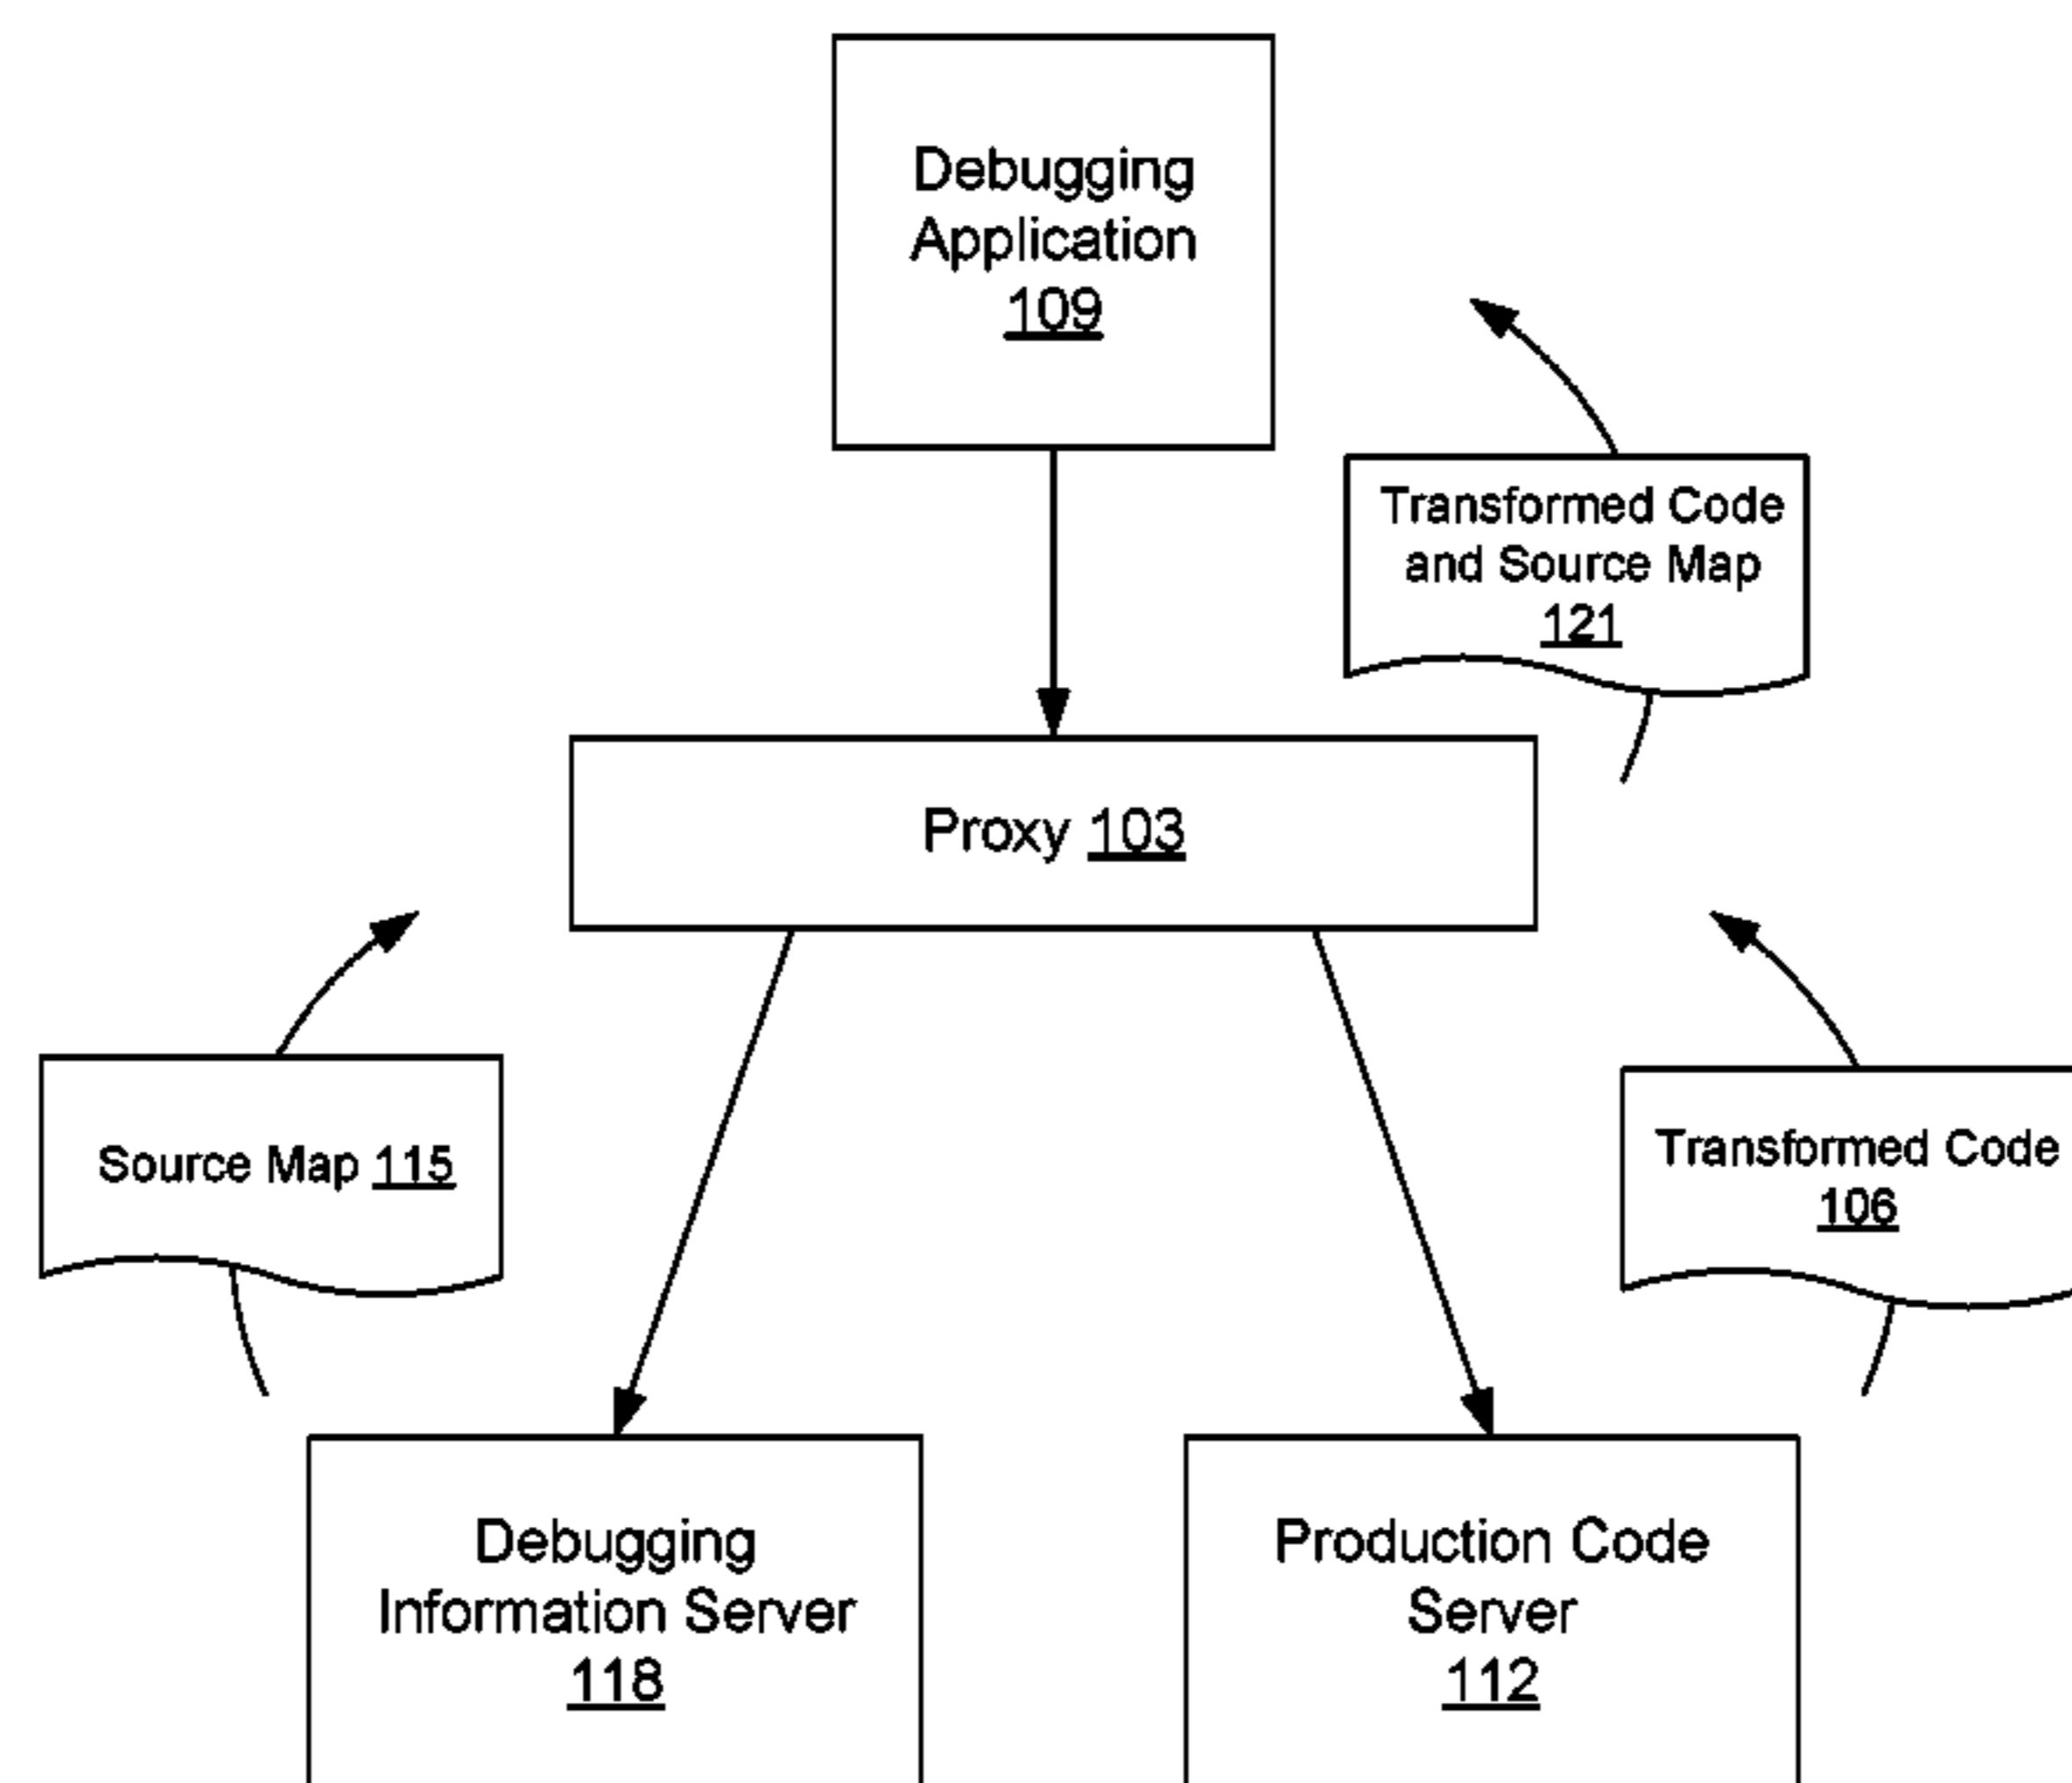 Debugging
Application
109
Transformed Code
and Source Map
121
Proxy 103
Source Map 115
Transformed Code
106
Debugging
Information Server
118
Production Code
Server
112